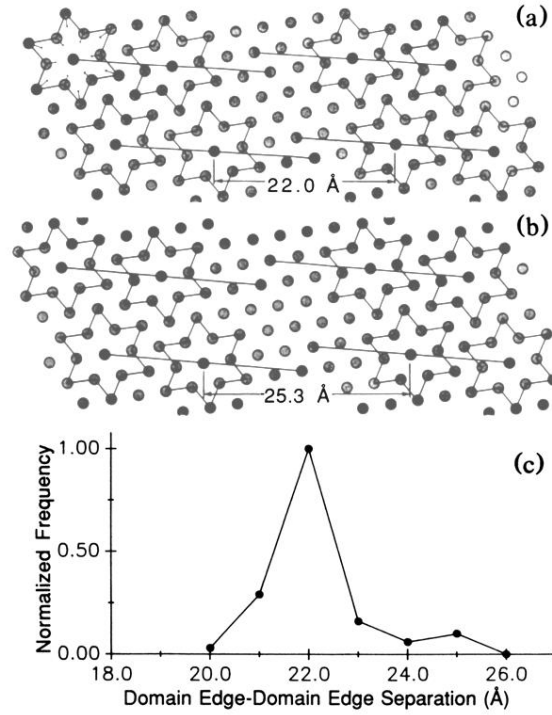 (a)
22.0 Å
(b)
25.3 Å
(c)
Normalized Frequency
1.00
0.50
0.00
18.0 20.0 22.0 24.0 26.0
Domain Edge-Domain Edge Separation (Å)